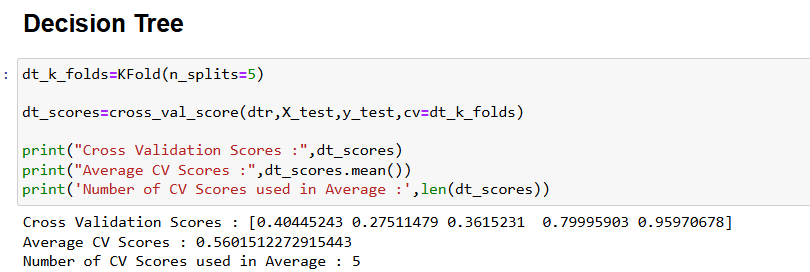 Decision Tree
: dt_k_folds=KFold(n_splits=5)
dt_scores=cross_val_score(dtr,X_test,y_test,cv=dt_k_folds)
print("Cross Validation Scores :",dt_scores)
print("Average CV Scores :",dt_scores.mean())
print('Number of CV Scores used in Average :',len(dt_scores))
Cross Validation Scores : [0.40445243 0.27511479 0.3615231  0.79995903 0.95970678]
Average CV Scores : 0.5601512272915443
Number of CV Scores used in Average : 5